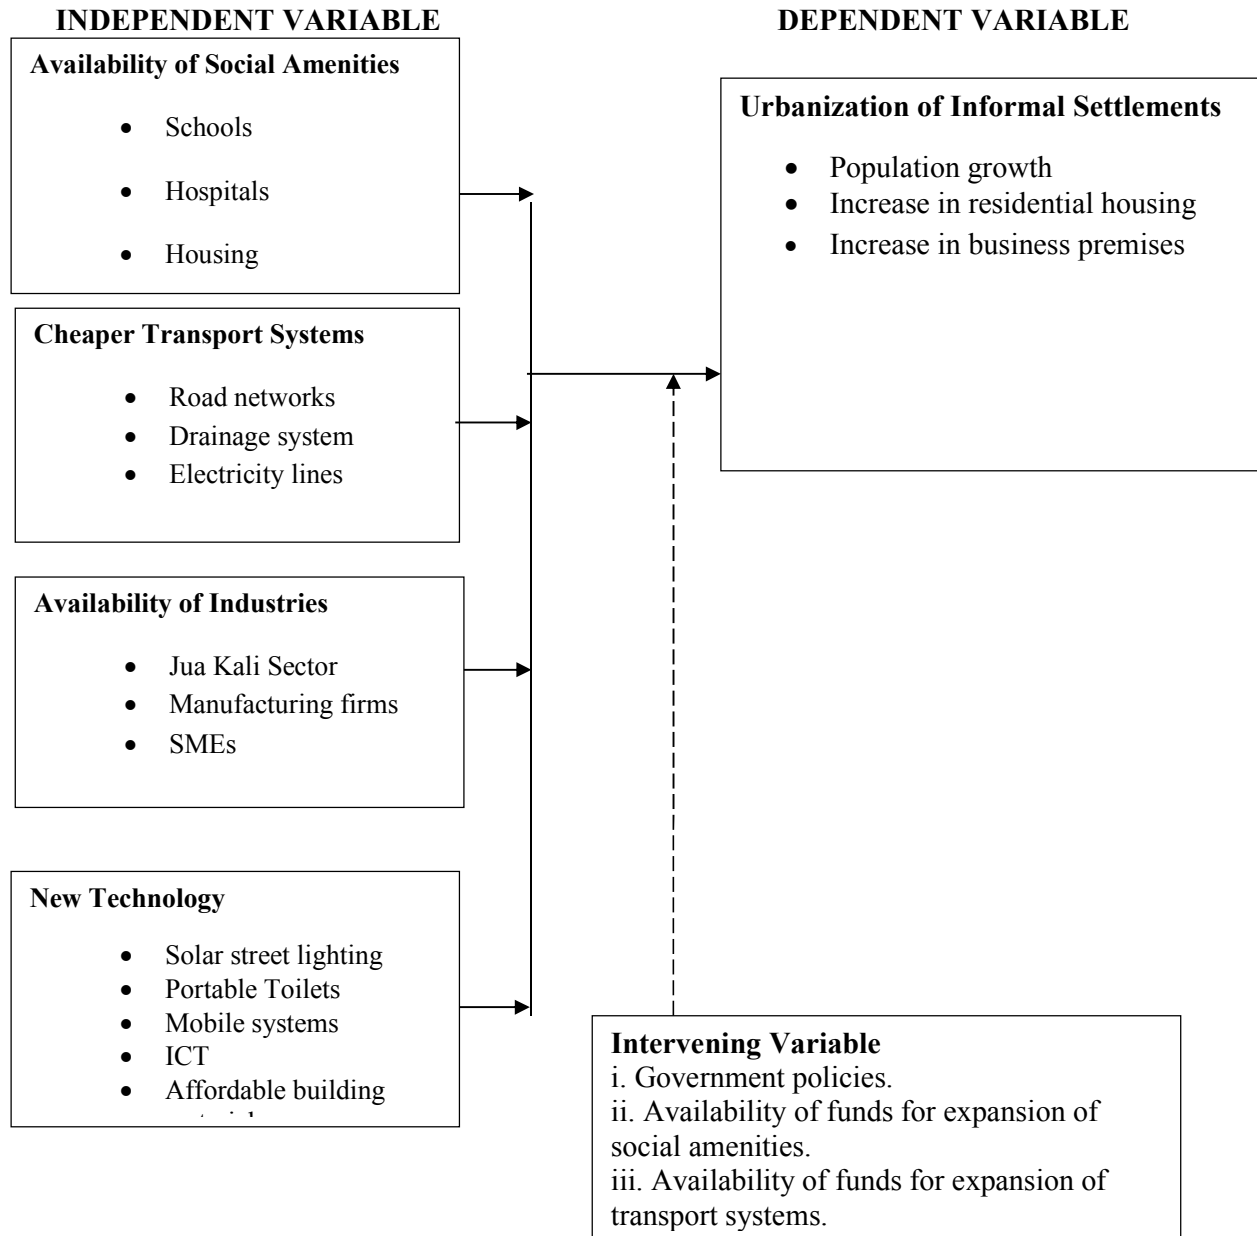 INDEPENDENT VARIABLE
DEPENDENT VARIABLE
Availability of Social Amenities
• Schools
• Hospitals
• Housing
Cheaper Transport Systems
• Road networks
• Drainage system
• Electricity lines
Availability of Industries
• Jua Kali Sector
• Manufacturing firms
• SMEs
New Technology
• Solar street lighting
• Portable Toilets
• Mobile systems
• ICT
• Affordable building
Urbanization of Informal Settlements
• Population growth
• Increase in residential housing
• Increase in business premises
Intervening Variable
i. Government policies.
ii. Availability of funds for expansion of
social amenities.
iii. Availability of funds for expansion of
transport systems.